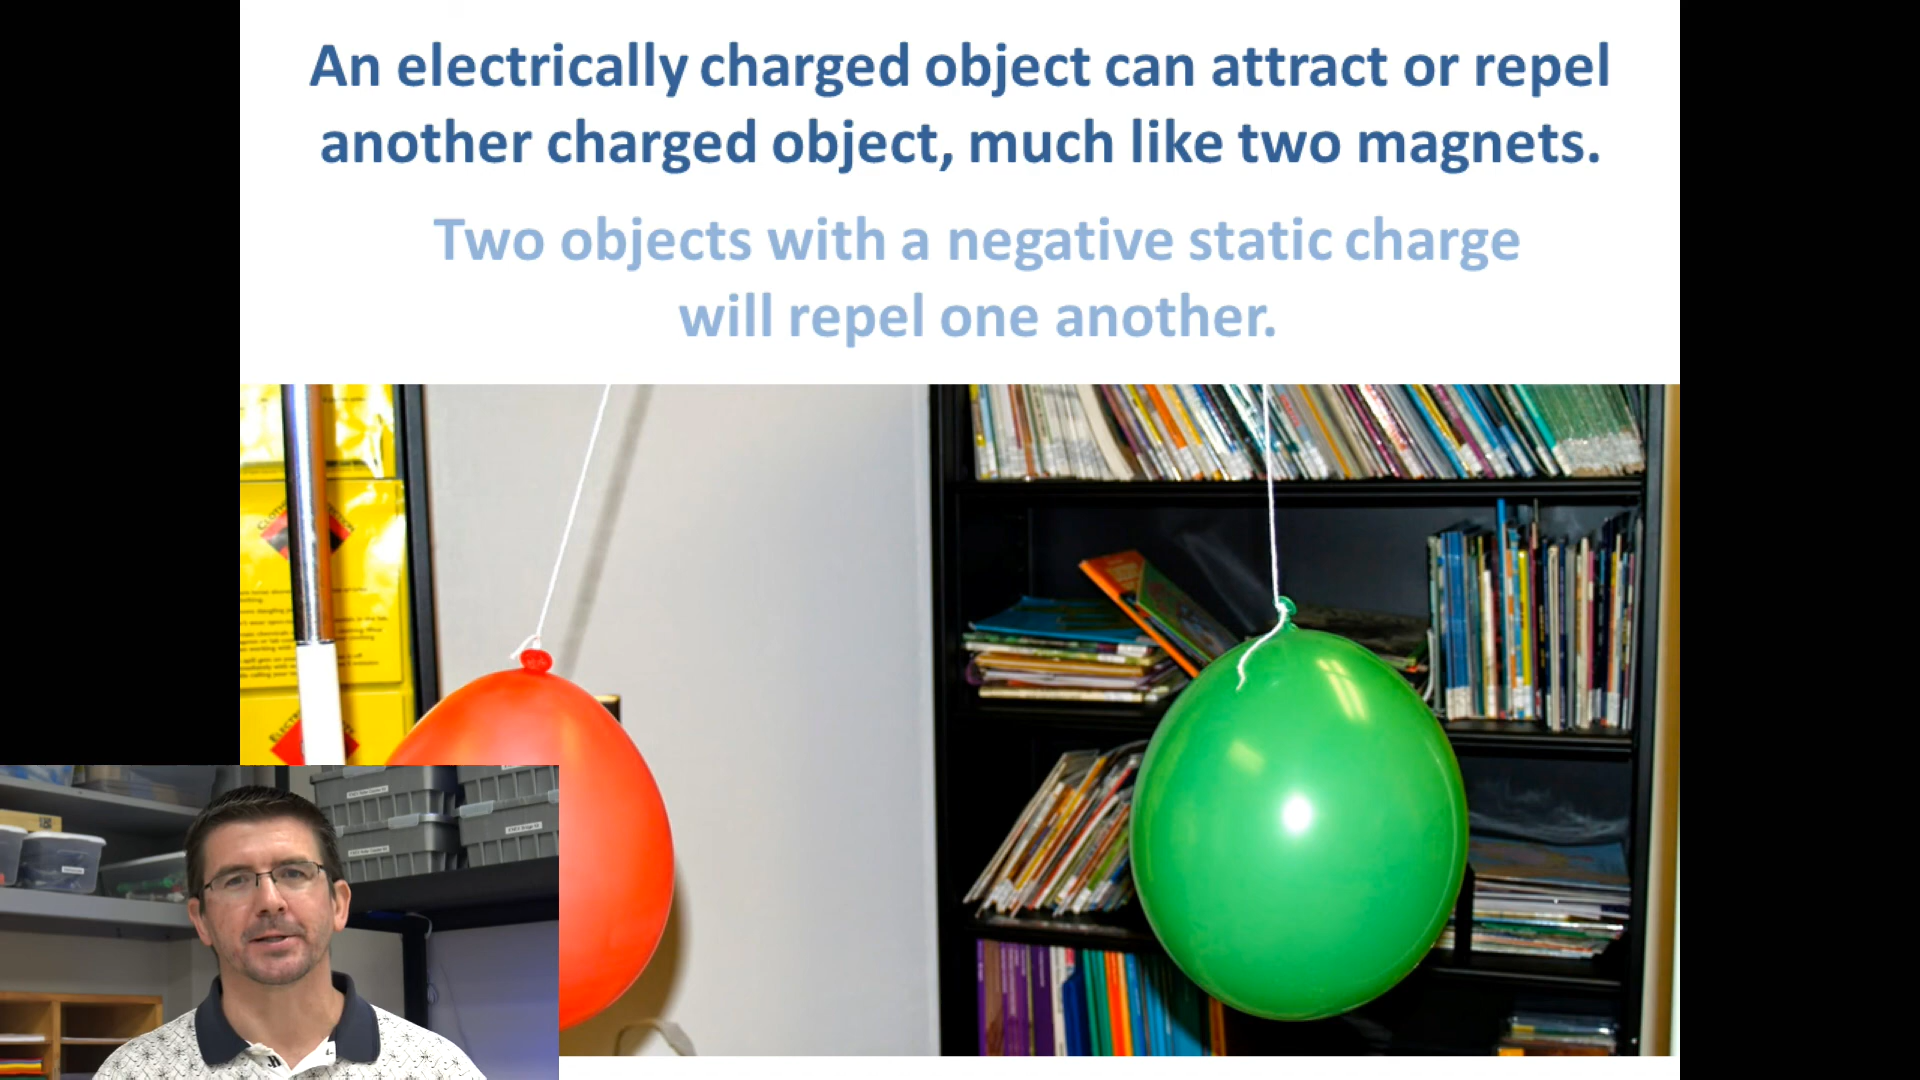 An electrically charged object can attract or repel
another charged object, much like two magnets.
Two objects with a negative static charge
will repel one another.